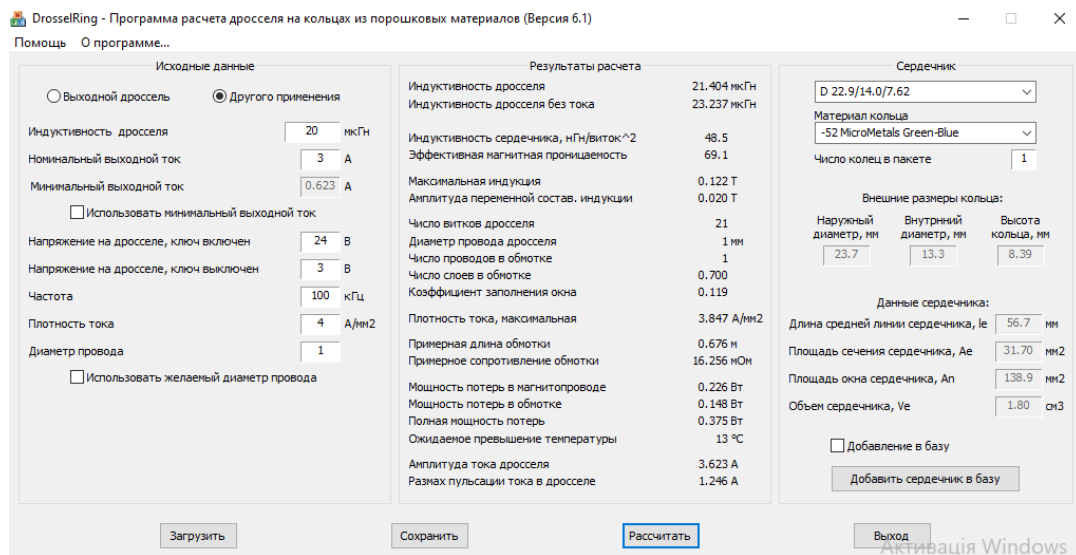 DrosselRing - Программа расчета дросселя на кольцах из порошковых материалов (Версия 6.1)
Помощь О программе...
Исходные данные
Выходной дроссель Другого применения
Индуктивность дросселя 20 мкГн
Номинальный выходной ток 3 А
Минимальный выходной ток 0.623 А
Использовать минимальный выходной ток
Напряжение на дросселе, ключ включен 24 В
Напряжение на дросселе, ключ выключен 3 В
Частота 100 кГц
Плотность тока 4 А/мм2
Диаметр провода 1
Использовать желаемый диаметр провода
Результаты расчета
Индуктивность дросселя 21.404 мкГн
Индуктивность дросселя без тока 23.237 мкГн
Индуктивность сердечника, нГн/виток^2 48.5
Эффективная магнитная проницаемость 69.1
Максимальная индукция 0.122 Т
Амплитуда переменной состав. индукции 0.020 Т
Число витков дросселя 21
Диаметр провода дросселя 1 мм
Число проводов в обмотке 1
Число слоев в обмотке 0.700
Коэффициент заполнения окна 0.119
Плотность тока, максимальная 3.847 А/мм2
Примерная длина обмотки 0.676 м
Примерное сопротивление обмотки 16.256 мОм
Мощность потерь в магнитопроводе 0.226 Вт
Мощность потерь в обмотке 0.148 Вт
Полная мощность потерь 0.375 Вт
Ожидаемое превышение температуры 13 ºC
Амплитуда тока дросселя 3.623 А
Размах пульсации тока в дросселе 1.246 А
Сердечник
D 22.9/14.0/7.62
Материал кольца
-52 MicroMetals Green-Blue
Число колец в пакете 1
Внешние размеры кольца:
Наружный диаметр, мм Внутрнний диаметр, мм Высота кольца, мм
23.7 13.3 8.39
Данные сердечника:
Длина средней линии сердечника, le 56.7 мм
Площадь сечения сердечника, Ae 31.70 мм2
Площадь окна сердечника, An 138.9 мм2
Объем сердечника, Ve 1.80 см3
Добавление в базу
Добавить сердечник в базу
Загрузить Сохранить Рассчитать Выход
Активація Windows